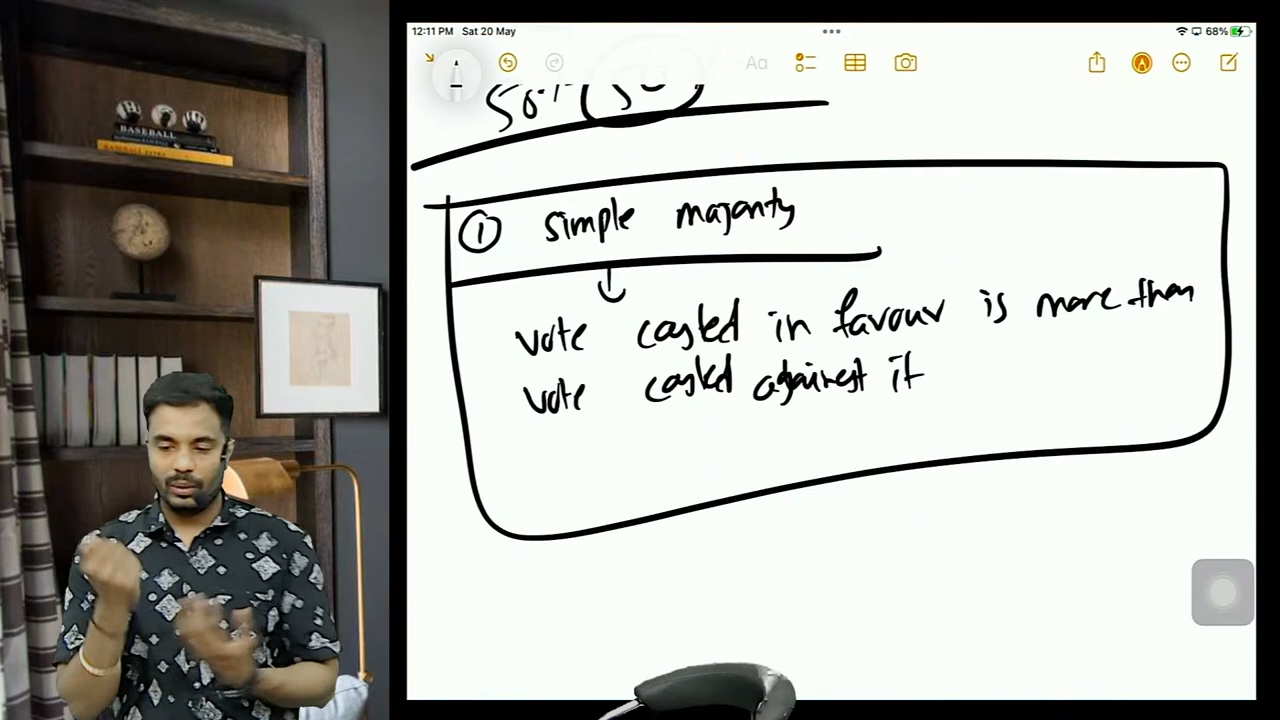 12:11 PM Sat 20 May
68%
Aa
BASEBALL
① simple majority
vote casted in favour is more than
vote casted against it